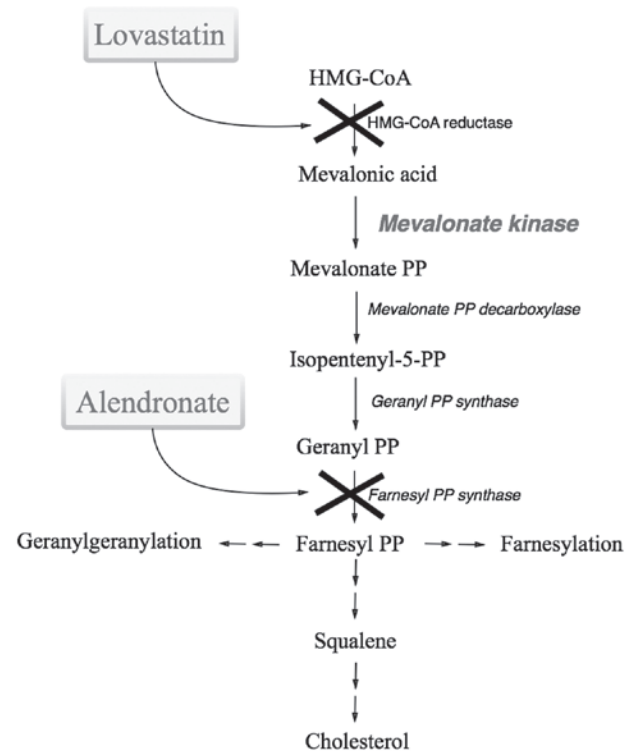 Lovastatin
HMG-CoA
HMG-CoA reductase
Mevalonic acid
Mevalonate kinase
Mevalonate PP
Mevalonate PP decarboxylase
Isopentenyl-5-PP
Alendronate
Geranyl PP synthase
Geranyl PP
Farnesyl PP synthase
Geranylgeranylation
Farnesyl PP
Farnesylation
Squalene
Cholesterol